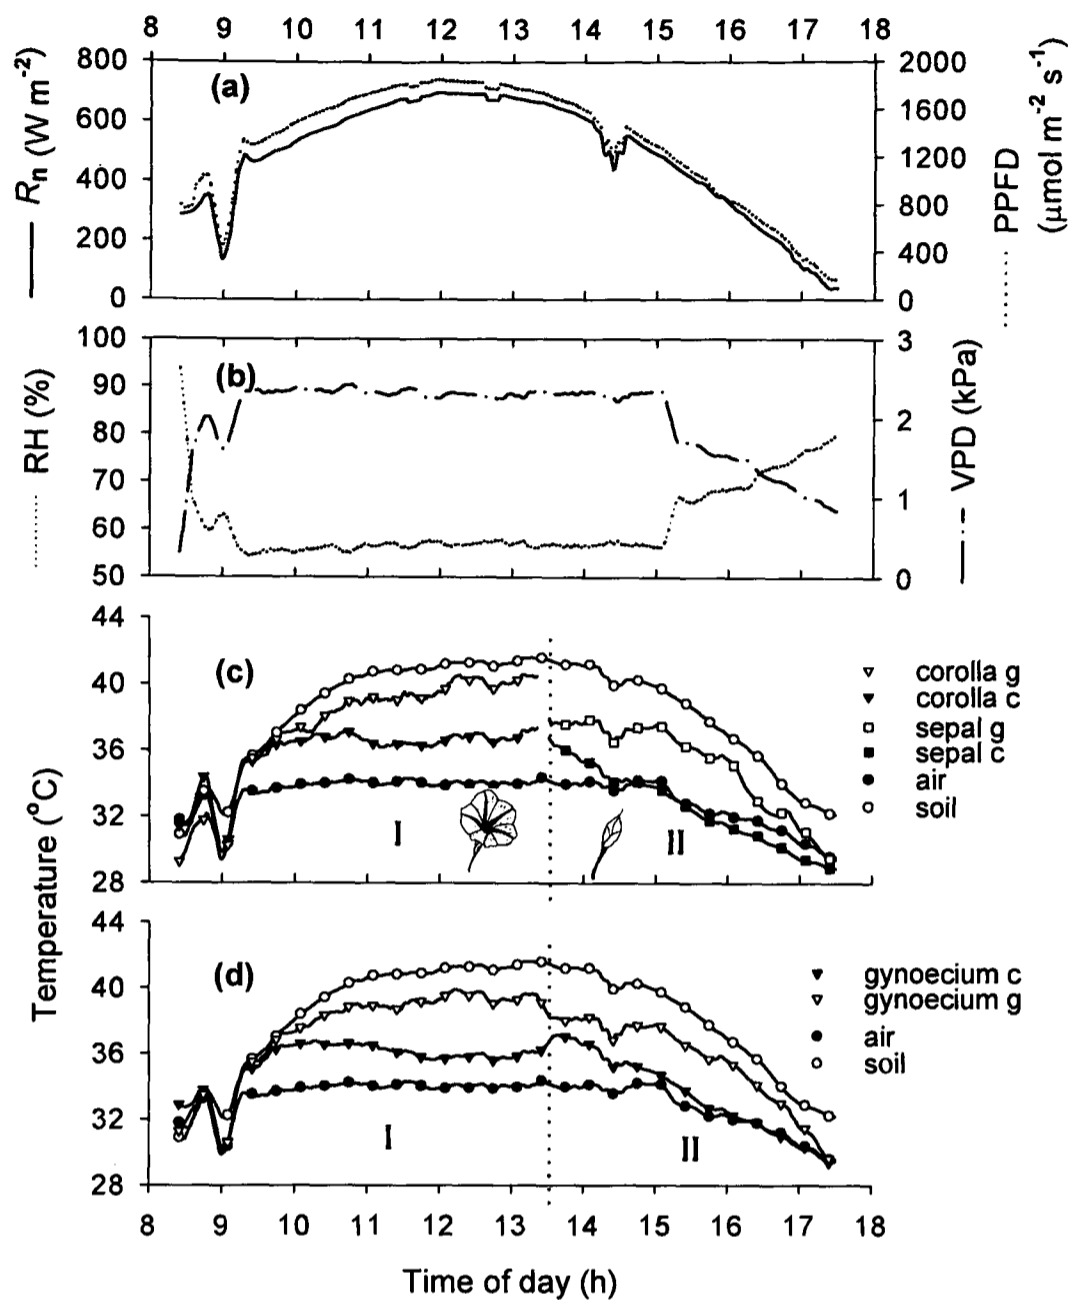 8 9 10 11 12 13 14 15 16 17 18
800 600 400 200 0
Rn (W m-2)
(a)
2000 1600 1200 800 400 0
PPFD
(μmol m-2 s-1)
100 90 80 70 60 50
RH (%)
(b)
3 2 1 0
VPD (kPa)
44 40 36 32 28
(c)
I
II
corolla g
corolla c
sepal g
sepal c
air
soil
Temperature (oC)
44 40 36 32 28
(d)
I
II
gynoecium c
gynoecium g
air
soil
8 9 10 11 12 13 14 15 16 17 18
Time of day (h)